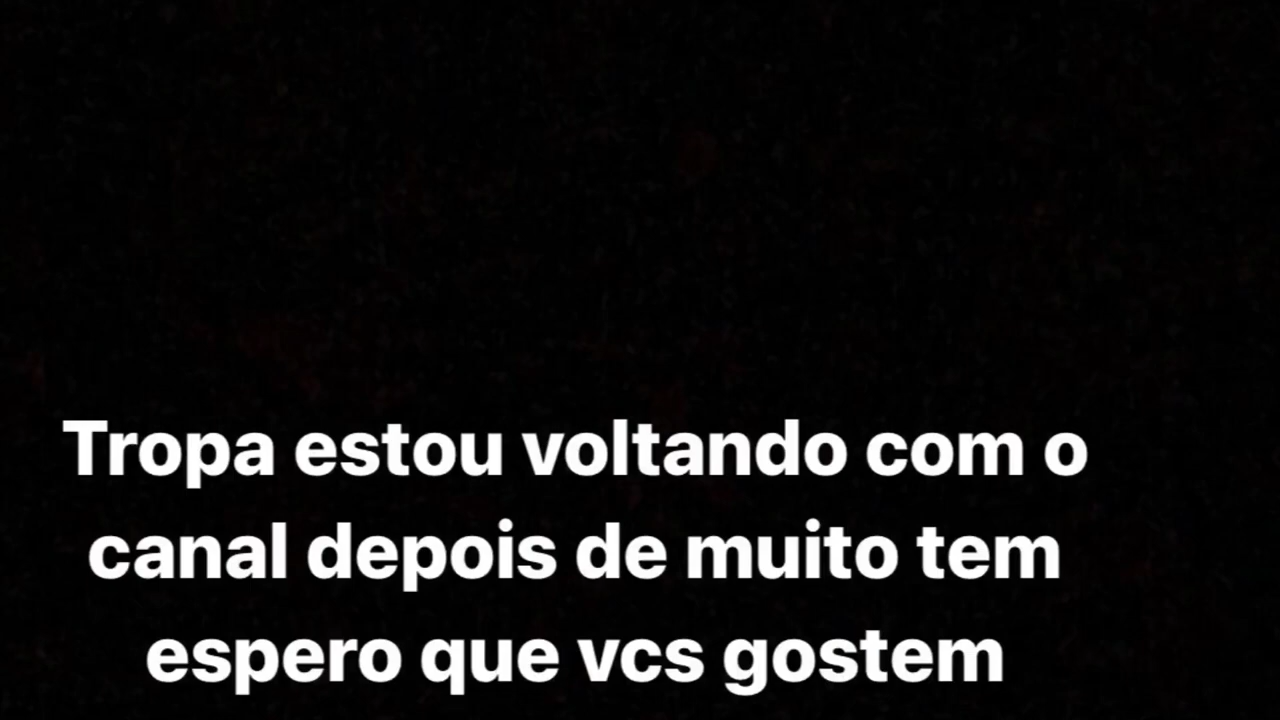 Tropa estou voltando com o
canal depois de muito tem
espero que vcs gostem